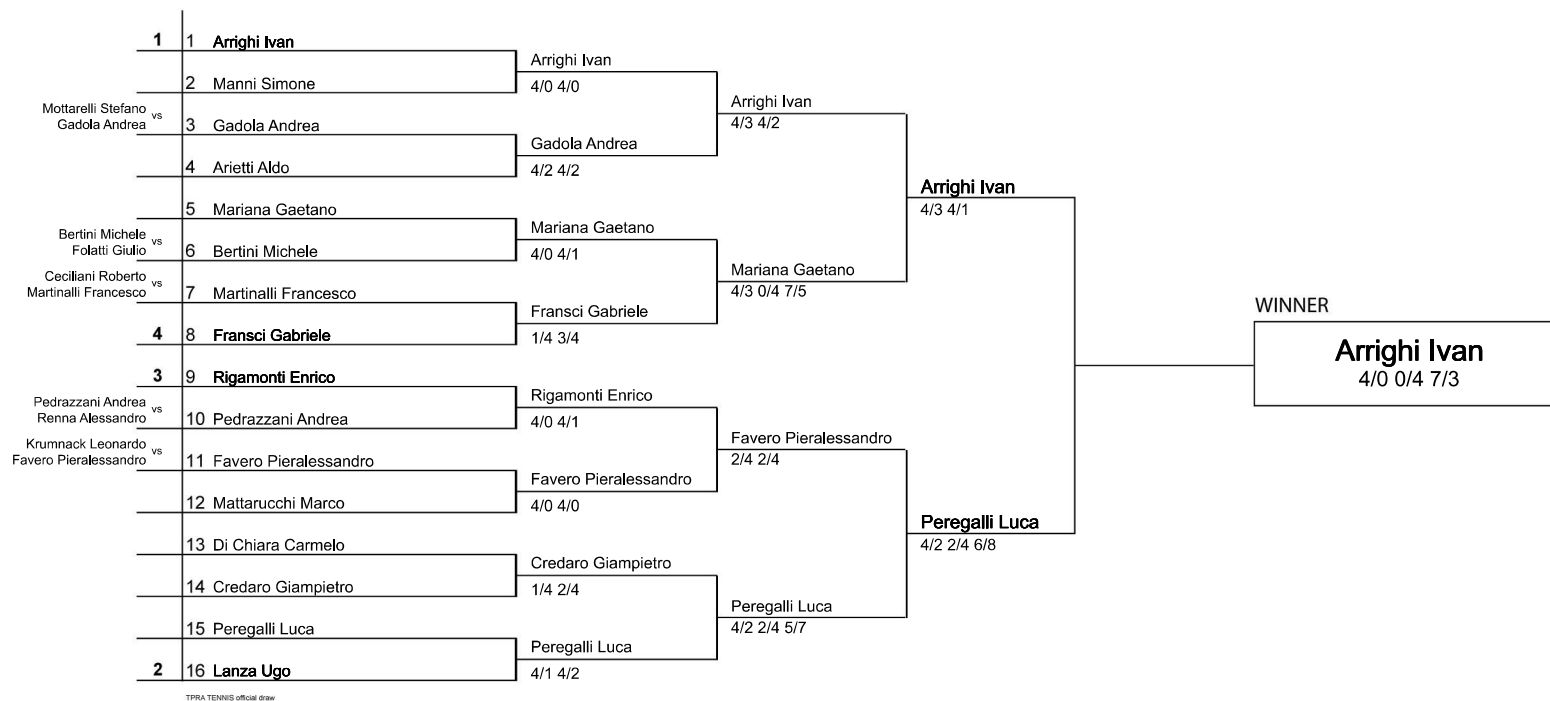 1 1 Arrighi Ivan
2 Manni Simone
Mottarelli Stefano
vs
Gadola Andrea
3 Gadola Andrea
4 Arietti Aldo
5 Mariana Gaetano
Bertini Michele
vs
Folatti Giulio
6 Bertini Michele
Ceciliani Roberto
vs
Martinalli Francesco
7 Martinalli Francesco
4 8 Fransci Gabriele
3 9 Rigamonti Enrico
Pedrazzani Andrea
vs
Renna Alessandro
10 Pedrazzani Andrea
Krumnack Leonardo
vs
Favero Pieralessandro
11 Favero Pieralessandro
12 Mattarucchi Marco
13 Di Chiara Carmelo
14 Credaro Giampietro
15 Peregalli Luca
2 16 Lanza Ugo
TPRA TENNIS official draw
Arrighi Ivan
4/0 4/0
Gadola Andrea
4/2 4/2
Mariana Gaetano
4/0 4/1
Fransci Gabriele
1/4 3/4
Rigamonti Enrico
4/0 4/1
Favero Pieralessandro
4/0 4/0
Credaro Giampietro
1/4 2/4
Peregalli Luca
4/1 4/2
Arrighi Ivan
4/3 4/2
Mariana Gaetano
4/3 0/4 7/5
Favero Pieralessandro
2/4 2/4
Peregalli Luca
4/2 2/4 5/7
Arrighi Ivan
4/3 4/1
Peregalli Luca
4/2 2/4 6/8
WINNER
Arrighi Ivan
4/0 0/4 7/3